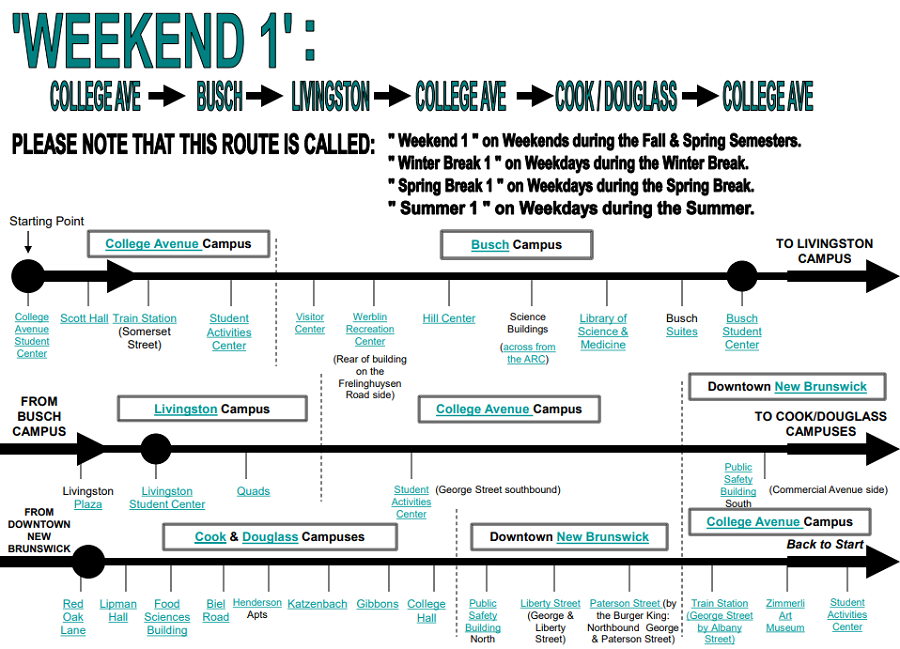 'WEEKEND 1' :
COLLEGE AVE BUSCH LIVINGSTON COLLEGE AVE COOK / DOUGLASS COLLEGE AVE
PLEASE NOTE THAT THIS ROUTE IS CALLED:
" Weekend 1 " on Weekends during the Fall & Spring Semesters.
" Winter Break 1 " on Weekdays during the Winter Break.
" Spring Break 1 " on Weekdays during the Spring Break.
" Summer 1 " on Weekdays during the Summer.
Starting Point
College Avenue Campus
Busch Campus
TO LIVINGSTON
CAMPUS
College
Avenue
Student
Center
Scott Hall
Train Station
(Somerset
Street)
Student
Activities
Center
Visitor
Center
Werblin
Recreation
Center
(Rear of building
on the
Frelinghuysen
Road side)
Hill Center
Science
Buildings
(across from
the ARC)
Library of
Science &
Medicine
Busch
Suites
Busch
Student
Center
FROM
BUSCH
CAMPUS
Livingston Campus
College Avenue Campus
Downtown New Brunswick
TO COOK/DOUGLASS
CAMPUSES
Livingston
Plaza
Livingston
Student Center
Quads
Student
Activities
Center
(George Street southbound)
Public
Safety
Building
South
(Commercial Avenue side)
FROM
DOWNTOWN
NEW
BRUNSWICK
Cook & Douglass Campuses
Downtown New Brunswick
College Avenue Campus
Back to Start
Red
Oak
Lane
Lipman
Hall
Food
Sciences
Building
Biel
Road
Henderson
Apts
Katzenbach
Gibbons
College
Hall
Public
Safety
Building
North
Liberty Street
(George &
Liberty
Street)
Paterson Street (by
the Burger King:
Northbound George
& Paterson Street)
Train Station
(George Street
by Albany
Street)
Zimmerli
Art
Museum
Student
Activities
Center